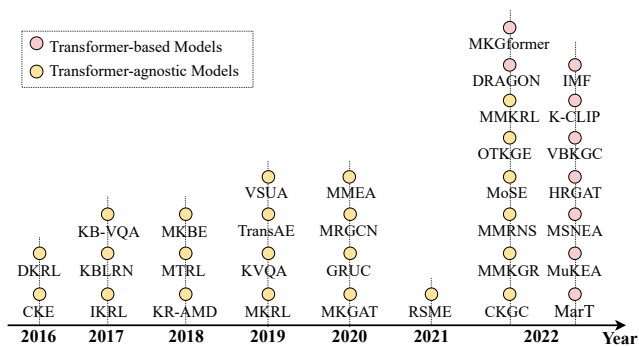 Transformer-based Models
Transformer-agnostic Models
MKGformer
DRAGON IMF
MMKRL K-CLIP
OTKGE VBKGC
VSUA MMEA MoSE HRGAT
KB-VQA MKBE TransAE MRGCN MMRNS MSNEA
DKRL KBLRN MTRL KVQA GRUC MMKGR MuKEA
CKE IKRL KR-AMD MKRL MKGAT RSME CKGC MarT
2016 2017 2018 2019 2020 2021 2022 Year